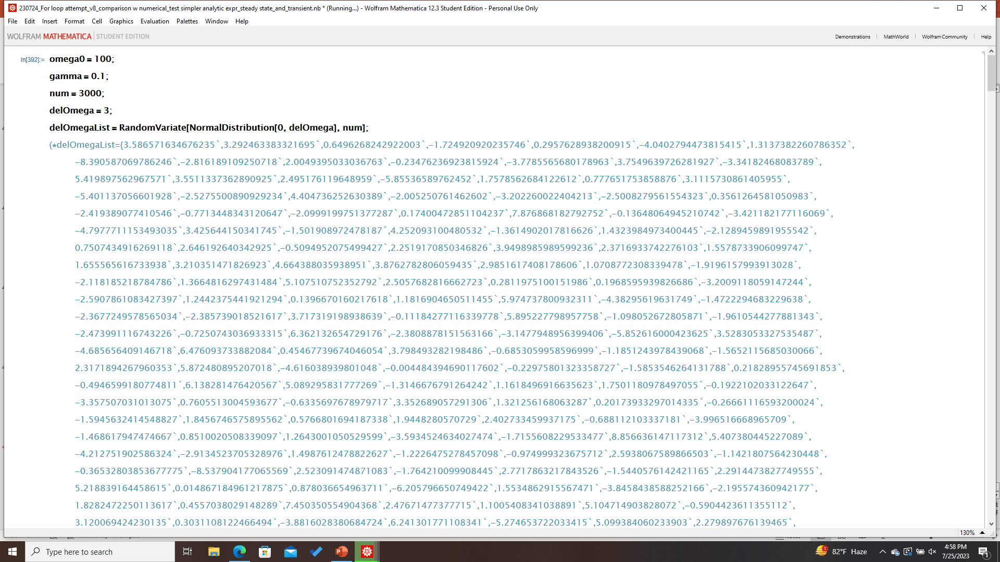 230724_For loop attempt_v8_comparison w numerical_test simpler analytic expr_steady state_and_transient.nb * (Running...) - Wolfram Mathematica 12.3 Student Edition - Personal Use Only
File Edit Insert Format Cell Graphics Evaluation Palettes Window Help
WOLFRAM MATHEMATICA STUDENT EDITION Demonstrations MathWorld Wolfram Community Help
In[392]:= omega0 = 100;
gamma = 0.1;
num = 3000;
delOmega = 3;
delOmegaList = RandomVariate[NormalDistribution[0, delOmega], num];
(*delOmegaList={3.586571634676235`,3.292463383321695`,0.6496268242922003`,-1.724920920235746`,0.2957628938200915`,-4.0402794473815415`,1.3137382260786352`,
-8.390587069786246`,-2.816189109250718`,2.0049395033036763`,-0.23476236923815924`,-3.7785565680178963`,3.7549639726281927`,-3.34182468083789`,
5.419897562967571`,3.5511337362890925`,2.495176119648959`,-5.85536589762452`,1.7578562684122612`,0.777651753858876`,3.1115730861405955`,
-5.401137056601928`,-2.5275500890929234`,4.404736252630389`,-2.005250761462602`,-3.202260022404213`,-2.5008279561554323`,0.3561264581050983`,
-2.419389077410546`,-0.7713448343120647`,-2.0999199751377287`,0.17400472851104237`,7.876868182792752`,-0.13648064945210742`,-3.421182177116069`,
-4.7977711153493035`,3.425644150341745`,-1.501908972478187`,4.252093100480532`,-1.3614902017816626`,1.4323984973400445`,-2.1289459891955542`,
0.7507434916269118`,2.646192640342925`,-0.5094952075499427`,2.2519170850346826`,3.9498985989599236`,2.3716933742276103`,1.5578733906099747`,
1.655565616733938`,3.210351471826923`,4.664388035938951`,3.8762782806059435`,2.9851617408178606`,1.0708772308339478`,-1.9196157993913028`,
-2.118185218784786`,1.3664816297431484`,5.107510752352792`,2.5057682816662723`,0.2811975100151986`,0.1968595939826686`,-3.2009118059147244`,
-2.5907861083427397`,1.2442375441921294`,0.1396670160217618`,1.1816904650511455`,5.974737800932311`,-4.38295619631749`,-1.4722294683229638`,
-2.3677249578565034`,-2.385739018521617`,3.717319198938639`,-0.11184277116339778`,5.895227798957758`,-1.098052672805871`,-1.9610544277881343`,
-2.473991116743226`,-0.7250743036933315`,6.362132654729176`,-2.3808878151563166`,-3.1477948956399406`,-5.852616000423625`,3.5283053327535487`,
-4.685656409146718`,6.476093733882084`,0.45467739674046054`,3.798493282198486`,-0.6853059958596999`,-1.1851243978439068`,-1.5652115685030066`,
2.3171894267960353`,5.872480895207018`,-4.616038939801048`,-0.004484394690117602`,-0.22975801323358727`,-1.5853546264131788`,0.21828955745691853`,
-0.4946599180774811`,6.138281476420567`,5.089295831777269`,-1.3146676791264242`,1.1618496916635623`,1.7501180978497055`,-0.1922102033122647`,
-3.357507031013075`,0.7605513004593677`,-0.6335697678979717`,3.352689057291306`,1.321256168063287`,0.20173933297014335`,-0.26661116593200024`,
-1.5945632414548827`,1.8456746575895562`,0.5766801694187338`,1.9448280570729`,2.402733459937175`,-0.688112103337181`,-3.996516668965709`,
-1.468617947474667`,0.8510020508339097`,1.2643001050529599`,-3.5934524634027474`,-1.7155608229533477`,8.856636147117312`,5.407380445227089`,
-4.212751902586324`,-2.9134523705328976`,1.4987612478822627`,-1.2226475278457098`,-0.974999323675712`,2.5938067589866503`,-1.1421807564230448`,
-0.36532803853677775`,-8.537904177065569`,2.523091474871083`,-1.764210099908445`,2.7717863217843526`,-1.5440576142421165`,2.2914473827749555`,
5.218839164458615`,0.014867184961217875`,0.878036654963711`,-6.205796650749422`,1.5534862915567471`,-3.8458438588252166`,-2.195574360942177`,
1.8282472250113617`,0.4557038029148289`,7.450350554904368`,2.47671477377715`,1.1005408341038891`,5.104714903828072`,-0.5904423611355112`,
3.120069424230135`,0.3031108122466494`,-3.8816028380684724`,6.241301771108341`,-5.274653722033415`,5.099384060233903`,2.279897676139465`,
130%
Type here to search
82°F Haze
4:58 PM
7/25/2023